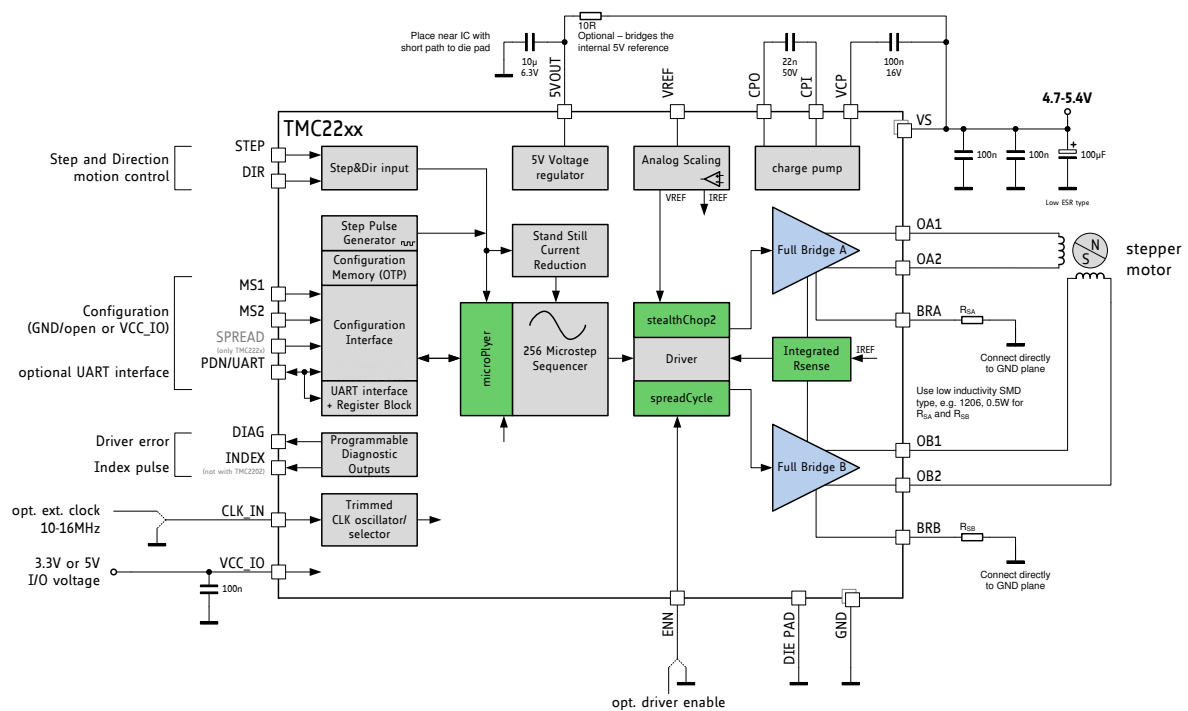 Place near IC with
short path to die pad
10µ
6.3V
10R
Optional – bridges the
internal 5V reference
5VOUT
VREF
CPO
22n
50V
CPI
VCP
100n
16V
4.7-5.4V
VS
100n
100n
+
100µF
Low ESR type
TMC22xx
Step and Direction
motion control
STEP
DIR
Step&Dir input
5V Voltage
regulator
Analog Scaling
VREF
IREF
charge pump
Step Pulse
Generator
Configuration
Memory (OTP)
Configuration
Interface
UART interface
+ Register Block
Stand Still
Current
Reduction
microPlyer
256 Microstep
Sequencer
stealthChop2
Driver
spreadCycle
Integrated
Rsense
IREF
Full Bridge A
Full Bridge B
OA1
OA2
N
S
stepper
motor
BRA
RSA
Connect directly
to GND plane
Use low inductivity SMD
type, e.g. 1206, 0.5W for
RSA and RSB
OB1
OB2
BRB
RSB
Connect directly
to GND plane
Configuration
(GND/open or VCC_IO)
optional UART interface
MS1
MS2
SPREAD
(only TMC222x)
PDN/UART
Driver error
Index pulse
DIAG
INDEX
(not with TMC2202)
Programmable
Diagnostic
Outputs
opt. ext. clock
10-16MHz
CLK_IN
Trimmed
CLK oscillator/
selector
3.3V or 5V
I/O voltage
VCC_IO
100n
ENN
opt. driver enable
DIE PAD
GND